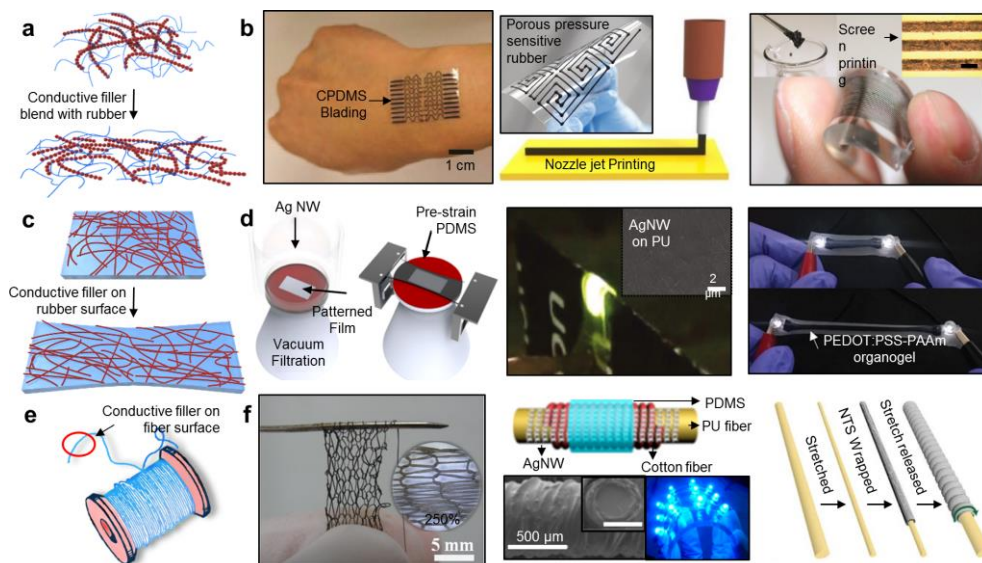 a
Conductive filler
blend with rubber
b
CPDMS
Blading
1 cm
Porous pressure
sensitive
rubber
Nozzle jet Printing
Scree
n
printin
g
c
Conductive filler on
rubber surface
d
Ag NW
Patterned
Film
Vacuum
Filtration
Pre-strain
PDMS
AgNW
on PU
2
µm
PEDOT:PSS-PAAm
organogel
e
Conductive filler on
fiber surface
f
250%
5 mm
PDMS
PU fiber
AgNW
Cotton fiber
500 µm
Stretched
NTS Wrapped
Stretch released